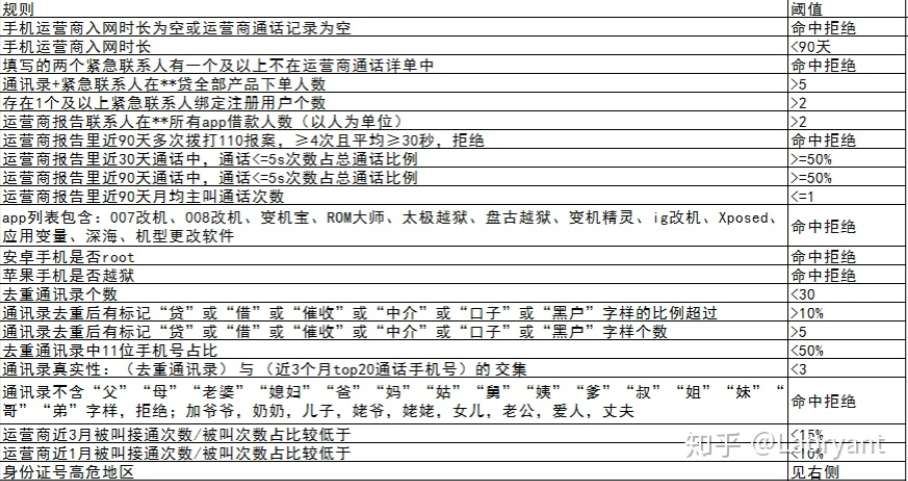 规则 阈值
手机运营商入网时长为空或运营商通话记录为空 命中拒绝
手机运营商入网时长 <90天
填写的两个紧急联系人有一个及以上不在运营商通话详单中 命中拒绝
通讯录+紧急联系人在**贷全部产品下单人数 >5
存在1个及以上紧急联系人绑定注册用户个数 >2
运营商报告联系人在**所有app借款人数（以人为单位） >2
运营商报告里近90天多次拨打110报案，≥4次且平均≥30秒，拒绝 命中拒绝
运营商报告里近30天通话中，通话<=5s次数占总通话比例 >=50%
运营商报告里近90天通话中，通话<=5s次数占总通话比例 >=50%
运营商报告里近90天月均主叫通话次数 <=1
app列表包含：007改机、008改机、变机宝、ROM大师、太极越狱、盘古越狱、变机精灵、ig改机、Xposed、
应用变量、深海、机型更改软件 命中拒绝
安卓手机是否root 命中拒绝
苹果手机是否越狱 命中拒绝
去重通讯录个数 <30
通讯录去重后有标记“贷”或“借”或“催收”或“中介”或“口子”或“黑户”字样的比例超过 >10%
通讯录去重后有标记“贷”或“借”或“催收”或“中介”或“口子”或“黑户”字样个数 >5
去重通讯录中11位手机号占比 <50%
通讯录真实性：（去重通讯录）与（近3个月top20通话手机号）的交集 <3
通讯录不含“父”“母”“老婆”“媳妇”“爸”“妈”“姑”“舅”“姨”“爹”“叔”“姐”“妹”“
哥”“弟”字样，拒绝；加爷爷，奶奶，儿子，姥爷，姥姥，女儿，老公，爱人，丈夫 命中拒绝
运营商近3月被叫接通次数/被叫次数占比较低于 <15%
运营商近1月被叫接通次数/被叫次数占比较低于 <10%
身份证号高危地区 见右侧
知乎